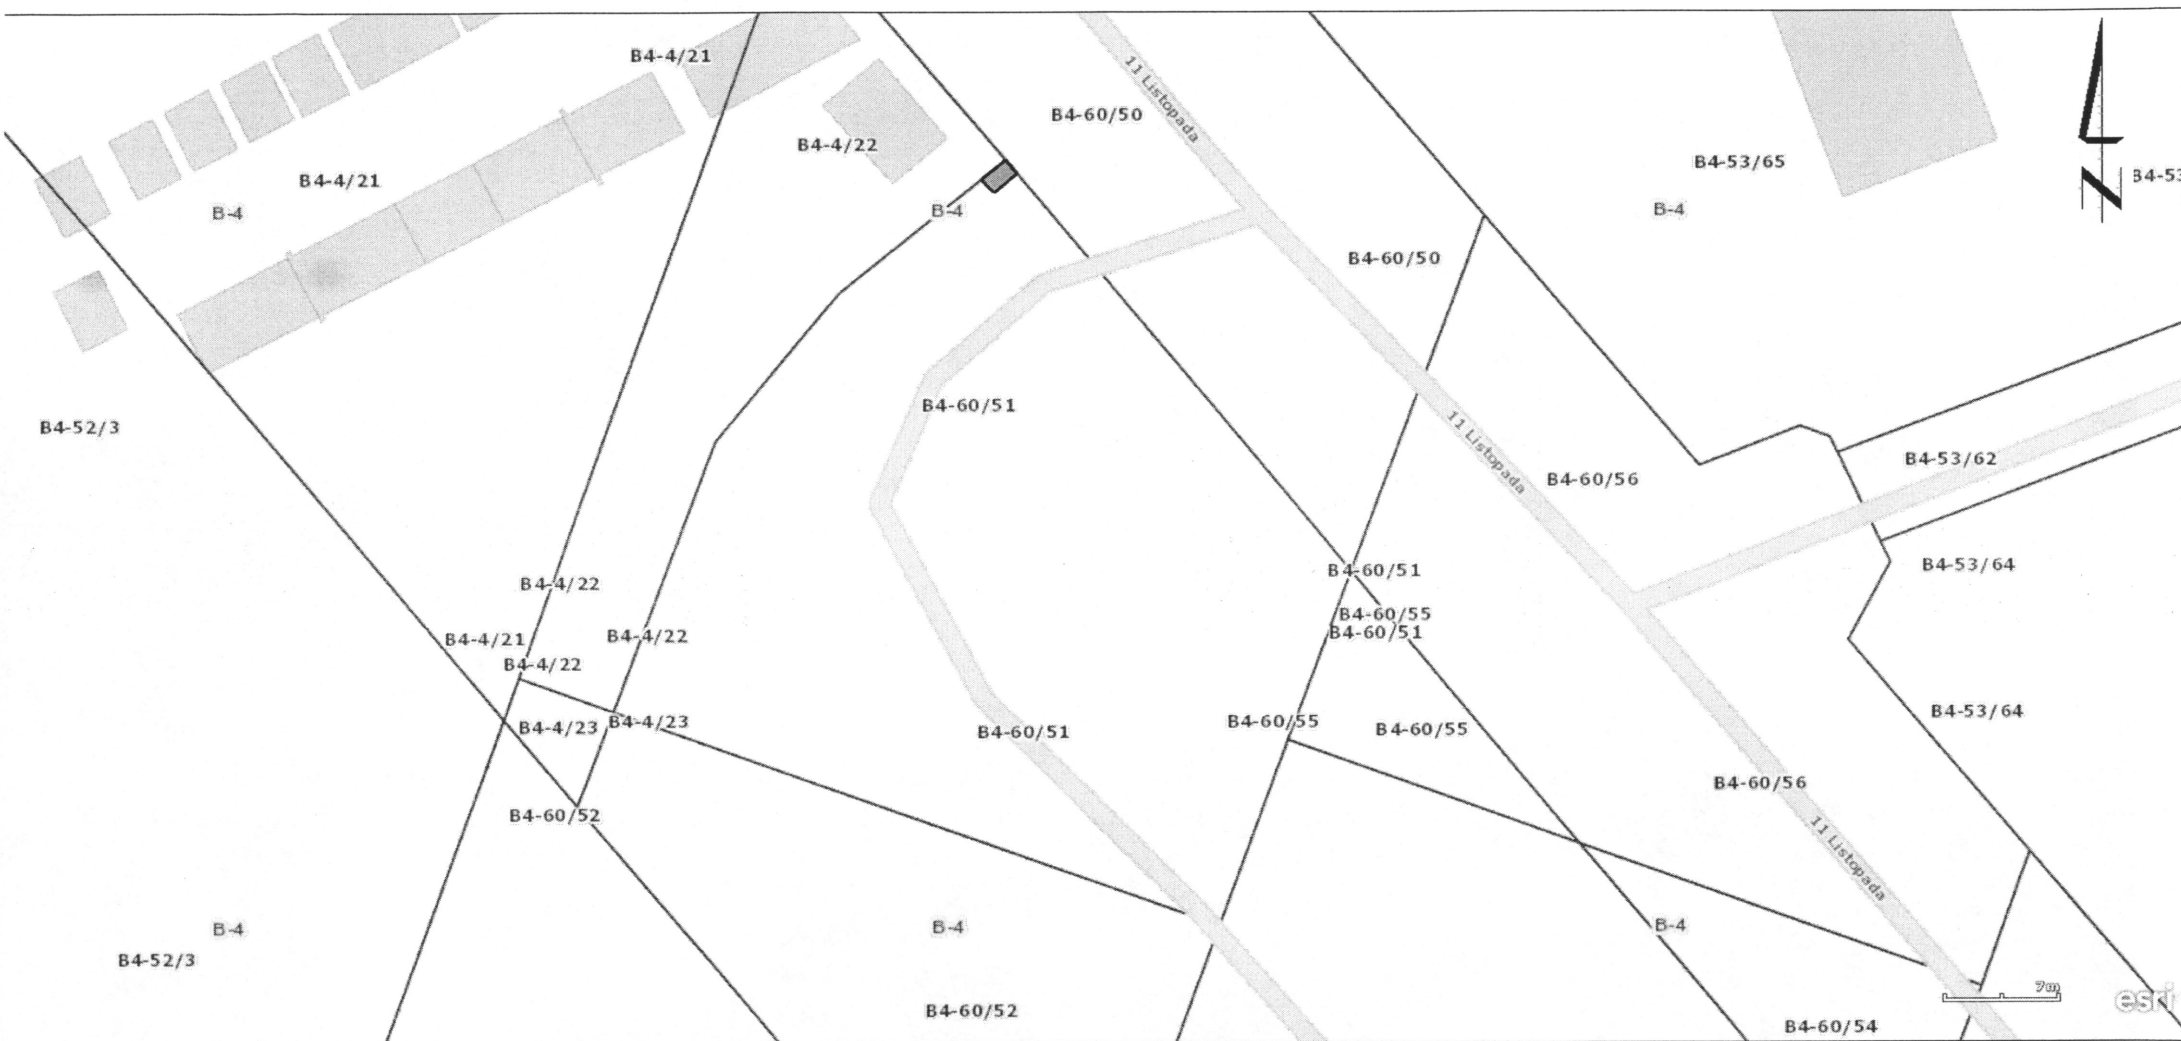 B4-4/21
11 Listopada
B4-60/50
B4-4/22
B4-53/65
B4-53
B4-4/21
B-4
B-4
B-4
B4-60/50
B4-60/51
B4-52/3
11 Listopada
B4-53/62
B4-60/56
B4-53/64
B4-60/51
B4-4/22
B4-60/55
B4-60/51
B4-4/21
B4-4/22
B4-4/22
B4-53/64
B4-4/23
B4-4/23
B4-60/51
B4-60/55
B4-60/55
B4-60/56
B4-60/52
11 Listopada
B-4
B-4
B-4
B4-52/3
7m
esri
B4-60/52
B4-60/54